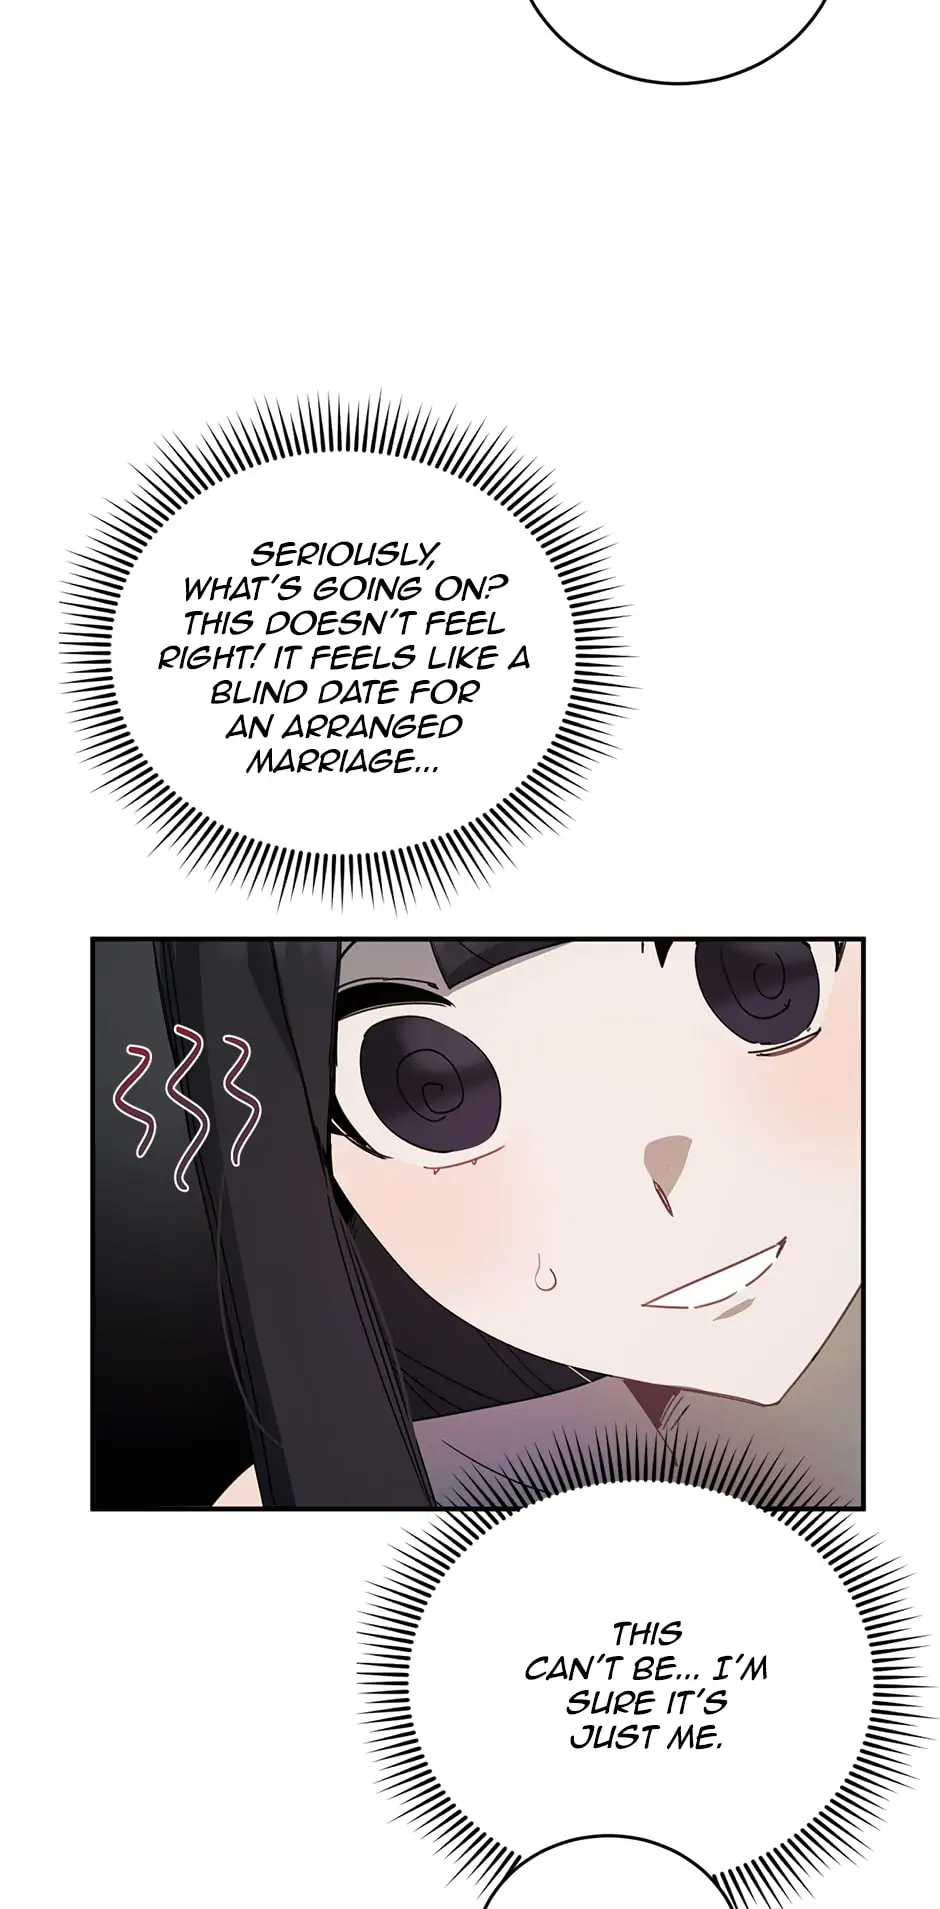 SERIOUSLY,
WHAT'S GOING ON?
THIS DOESN'T FEEL
RIGHT! IT FEELS LIKE A
BLIND DATE FOR
AN ARRANGED
MARRIAGE...
THIS
CAN'T BE... I'M
SURE IT'S
JUST ME.